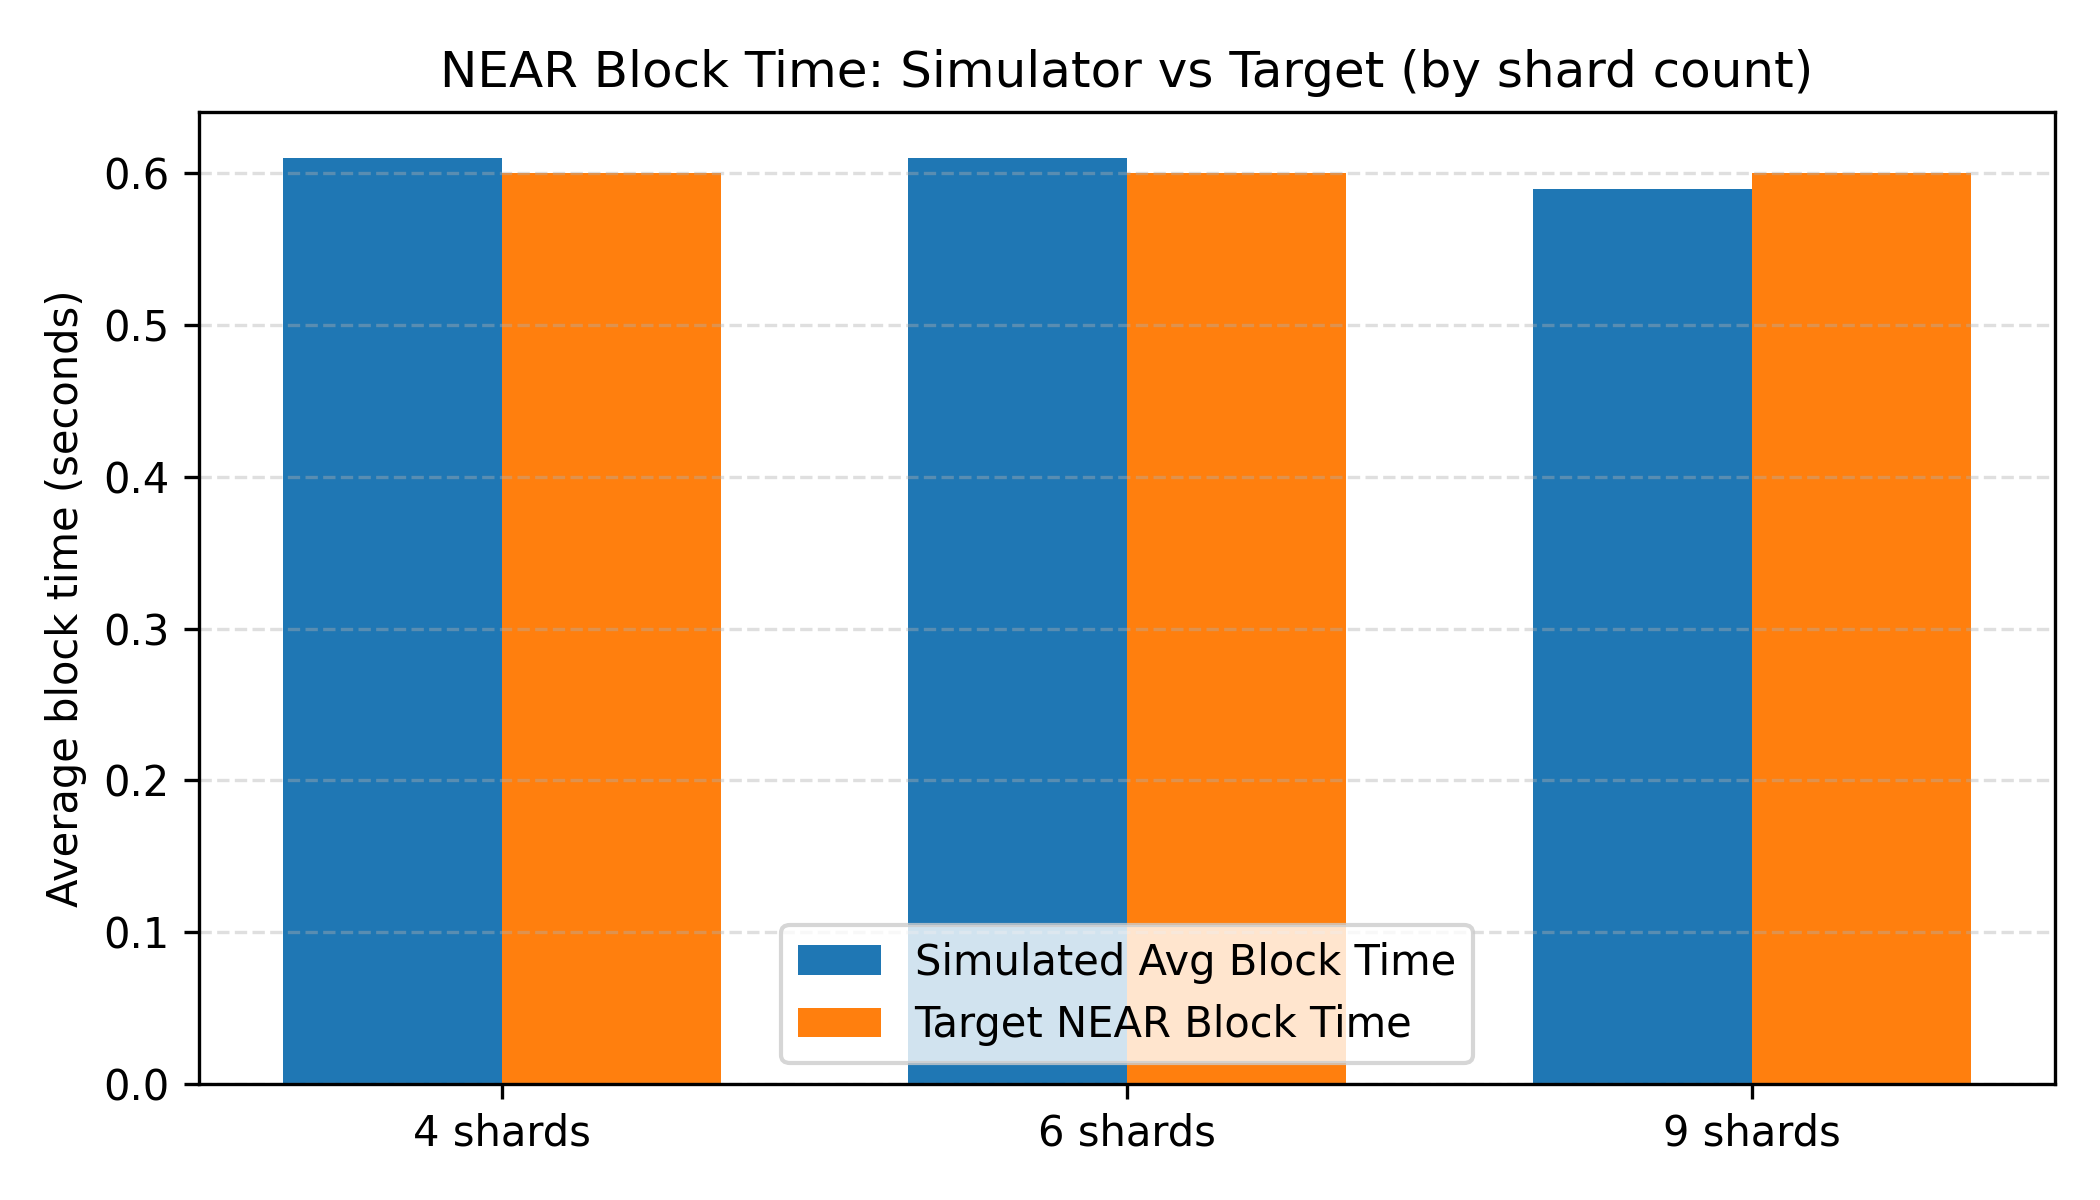 NEAR Block Time: Simulator vs Target (by shard count)
Average block time (seconds)
0.6
0.5
0.4
0.3
0.2
0.1
0.0
Simulated Avg Block Time
Target NEAR Block Time
4 shards
6 shards
9 shards